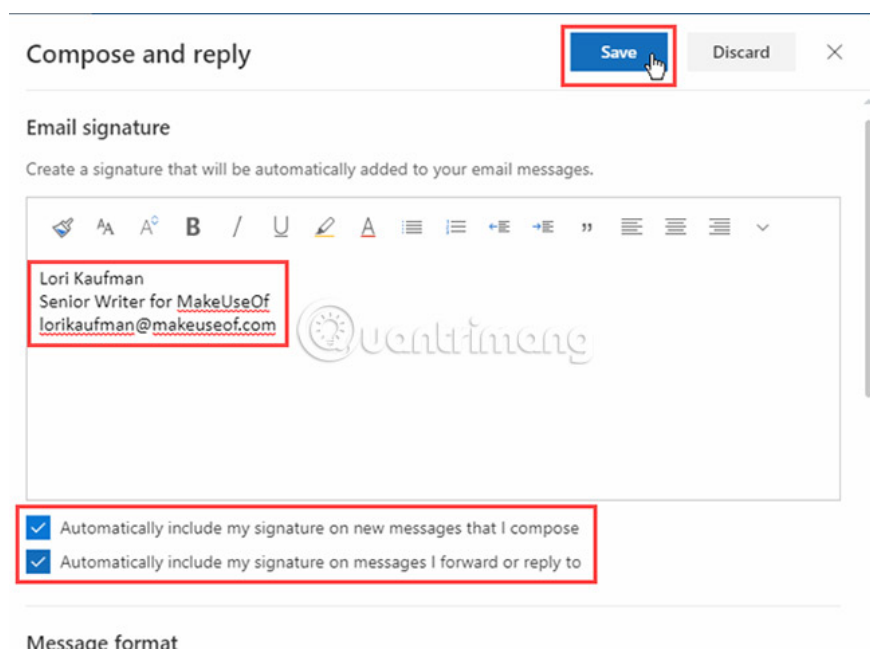 Compose and reply
Save
Discard
Email signature
Create a signature that will be automatically added to your email messages.
Lori Kaufman
Senior Writer for MakeUseOf
lorikaufman@makeuseof.com
Quantrimang
Automatically include my signature on new messages that I compose
Automatically include my signature on messages I forward or reply to
Message format